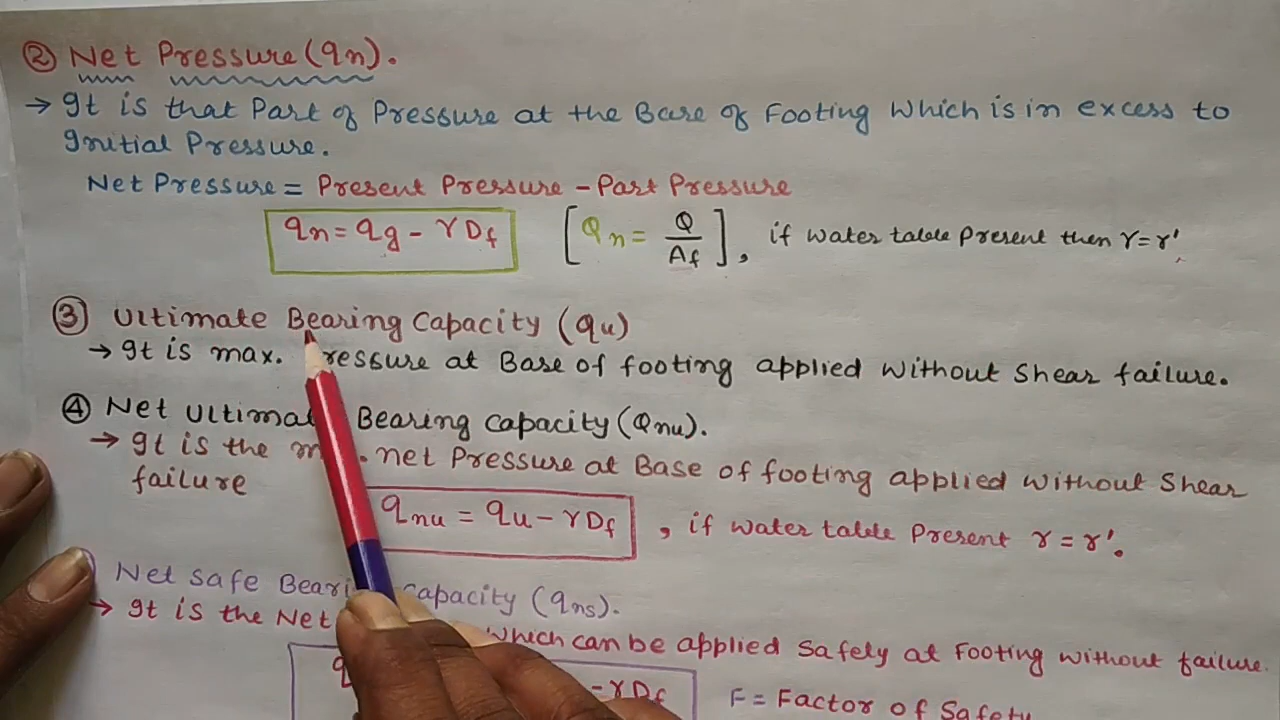 ② Net Pressure (qn).
→ It is that Part of Pressure at the Base of Footing Which is in excess to
Initial Pressure.
Net Pressure = Present Pressure - Part Pressure
qn = qg - γDf [Qn = Q/Af], if water table Present then γ=γ'
③ Ultimate Bearing Capacity (qu)
→ It is max. Pressure at Base of footing applied without Shear failure.
④ Net Ultimat Bearing Capacity (Qnu).
→ It is the m . net Pressure at Base of footing applied without Shear
failure
qnu = qu - γDf , if water table Present γ = γ'.
Net Safe Beari Capacity (qns).
→ It is the Net Which can be applied Safely at Footing without failure.
q - γDf F = Factor of Safety